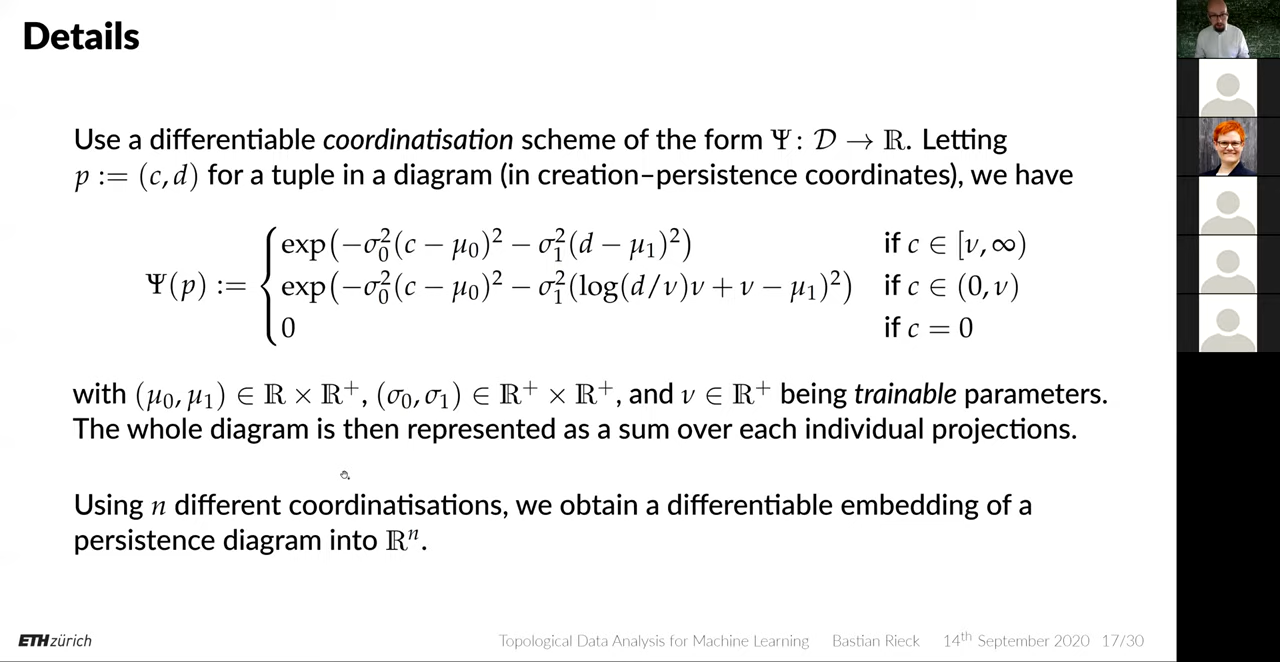 Details
Use a differentiable coordinatisation scheme of the form Ψ: 𝒟 → ℝ. Letting
p := (c, d) for a tuple in a diagram (in creation–persistence coordinates), we have
exp(−σ₀²(c − μ₀)² − σ₁²(d − μ₁)²) if c ∈ [ν, ∞)
Ψ(p) := { exp(−σ₀²(c − μ₀)² − σ₁²(log(d/ν)ν + ν − μ₁)²) if c ∈ (0, ν)
0 if c = 0
with (μ₀, μ₁) ∈ ℝ × ℝ⁺, (σ₀, σ₁) ∈ ℝ⁺ × ℝ⁺, and ν ∈ ℝ⁺ being trainable parameters.
The whole diagram is then represented as a sum over each individual projections.
Using n different coordinatisations, we obtain a differentiable embedding of a
persistence diagram into ℝⁿ.
ETH zürich Topological Data Analysis for Machine Learning Bastian Rieck 14th September 2020 17/30